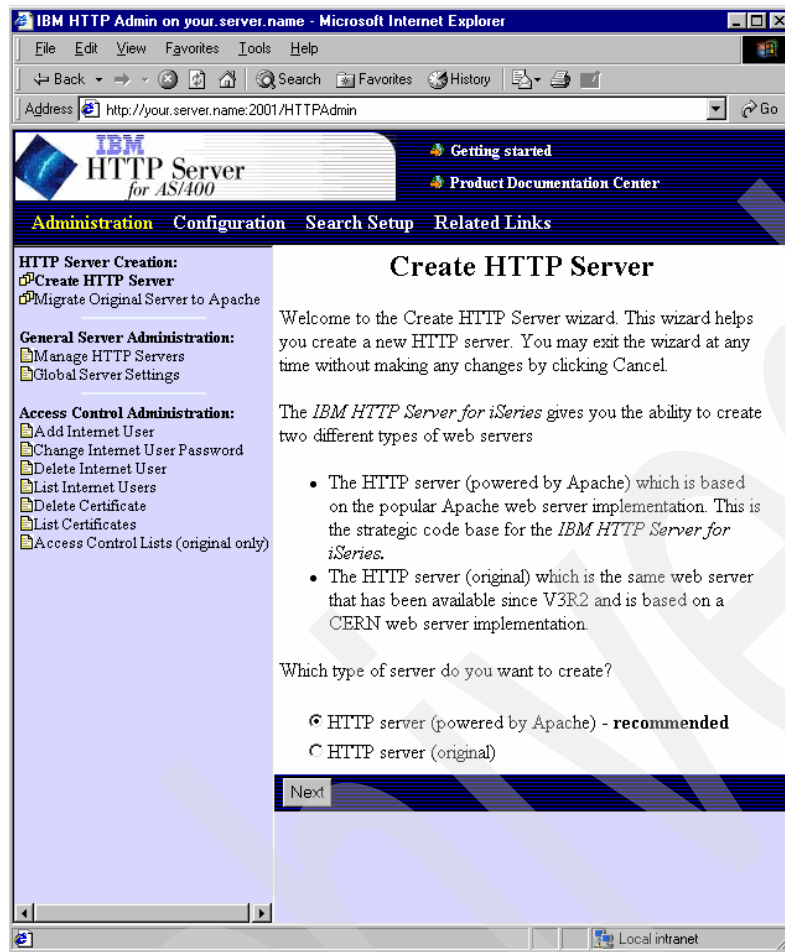 IBM HTTP Admin on your.server.name - Microsoft Internet Explorer
File Edit View Favorites Tools Help
Back Search Favorites History
Address http://your.server.name:2001/HTTPAdmin Go
IBM
HTTP Server
for AS/400
Getting started
Product Documentation Center
Administration Configuration Search Setup Related Links
HTTP Server Creation:
Create HTTP Server
Migrate Original Server to Apache
General Server Administration:
Manage HTTP Servers
Global Server Settings
Access Control Administration:
Add Internet User
Change Internet User Password
Delete Internet User
List Internet Users
Delete Certificate
List Certificates
Access Control Lists (original only)
Create HTTP Server
Welcome to the Create HTTP Server wizard. This wizard helps
you create a new HTTP server. You may exit the wizard at any
time without making any changes by clicking Cancel.
The IBM HTTP Server for iSeries gives you the ability to create
two different types of web servers
• The HTTP server (powered by Apache) which is based
on the popular Apache web server implementation. This is
the strategic code base for the IBM HTTP Server for
iSeries.
• The HTTP server (original) which is the same web server
that has been available since V3R2 and is based on a
CERN web server implementation.
Which type of server do you want to create?
HTTP server (powered by Apache) - recommended
HTTP server (original)
Next
Local intranet